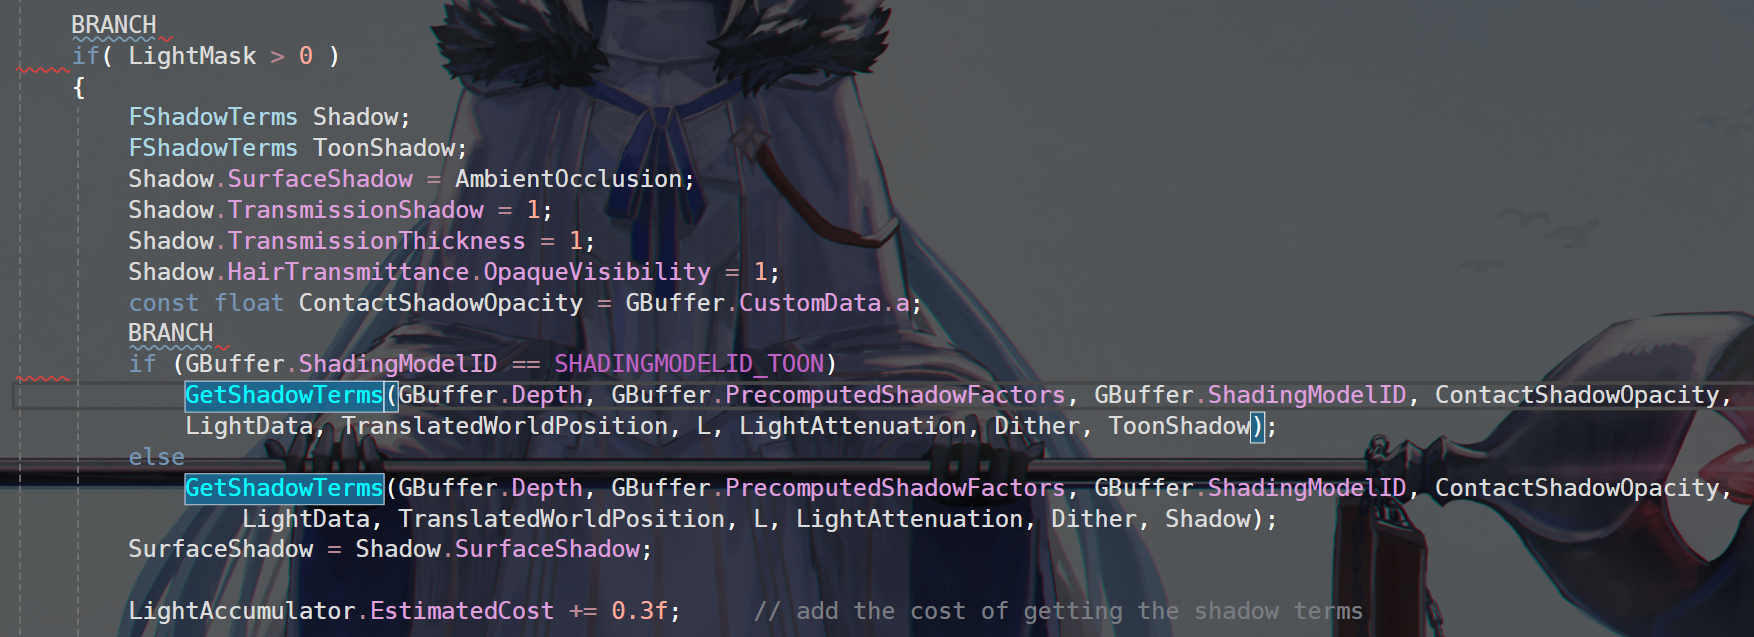 BRANCH
if( LightMask > 0 )
{
FShadowTerms Shadow;
FShadowTerms ToonShadow;
Shadow.SurfaceShadow = AmbientOcclusion;
Shadow.TransmissionShadow = 1;
Shadow.TransmissionThickness = 1;
Shadow.HairTransmittance.OpaqueVisibility = 1;
const float ContactShadowOpacity = GBuffer.CustomData.a;
BRANCH
if (GBuffer.ShadingModelID == SHADINGMODELID_TOON)
GetShadowTerms(GBuffer.Depth, GBuffer.PrecomputedShadowFactors, GBuffer.ShadingModelID, ContactShadowOpacity,
LightData, TranslatedWorldPosition, L, LightAttenuation, Dither, ToonShadow);
else
GetShadowTerms(GBuffer.Depth, GBuffer.PrecomputedShadowFactors, GBuffer.ShadingModelID, ContactShadowOpacity,
LightData, TranslatedWorldPosition, L, LightAttenuation, Dither, Shadow);
SurfaceShadow = Shadow.SurfaceShadow;
LightAccumulator.EstimatedCost += 0.3f; // add the cost of getting the shadow terms